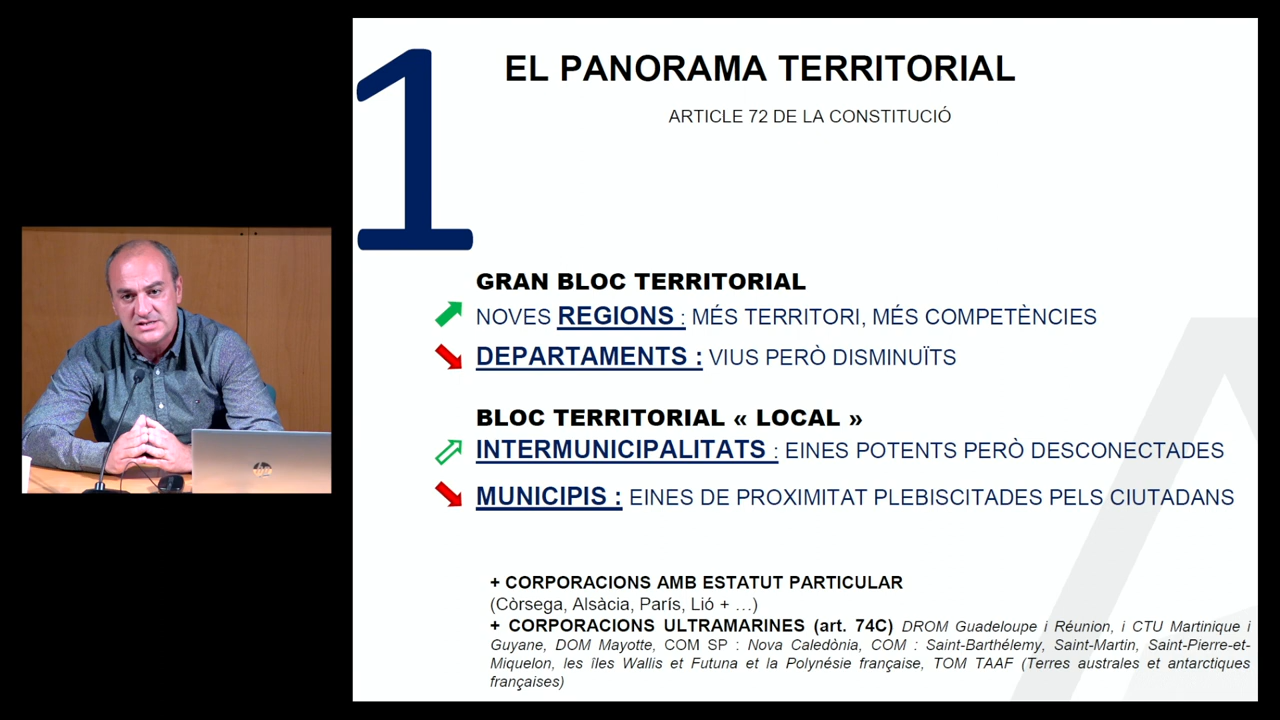 1
EL PANORAMA TERRITORIAL
ARTICLE 72 DE LA CONSTITUCIÓ
GRAN BLOC TERRITORIAL
NOVES REGIONS : MÉS TERRITORI, MÉS COMPETÈNCIES
DEPARTAMENTS : VIUS PERÒ DISMINUÏTS
BLOC TERRITORIAL « LOCAL »
INTERMUNICIPALITATS : EINES POTENTS PERÒ DESCONECTADES
MUNICIPIS : EINES DE PROXIMITAT PLEBISCITADES PELS CIUTADANS
+ CORPORACIONS AMB ESTATUT PARTICULAR
(Còrsega, Alsàcia, París, Lió + ...)
+ CORPORACIONS ULTRAMARINES (art. 74C) DROM Guadeloupe i Réunion, i CTU Martinique i
Guyane, DOM Mayotte, COM SP : Nova Caledònia, COM : Saint-Barthélemy, Saint-Martin, Saint-Pierre-et-
Miquelon, les îles Wallis et Futuna et la Polynésie française, TOM TAAF (Terres australes et antarctiques
françaises)
hp